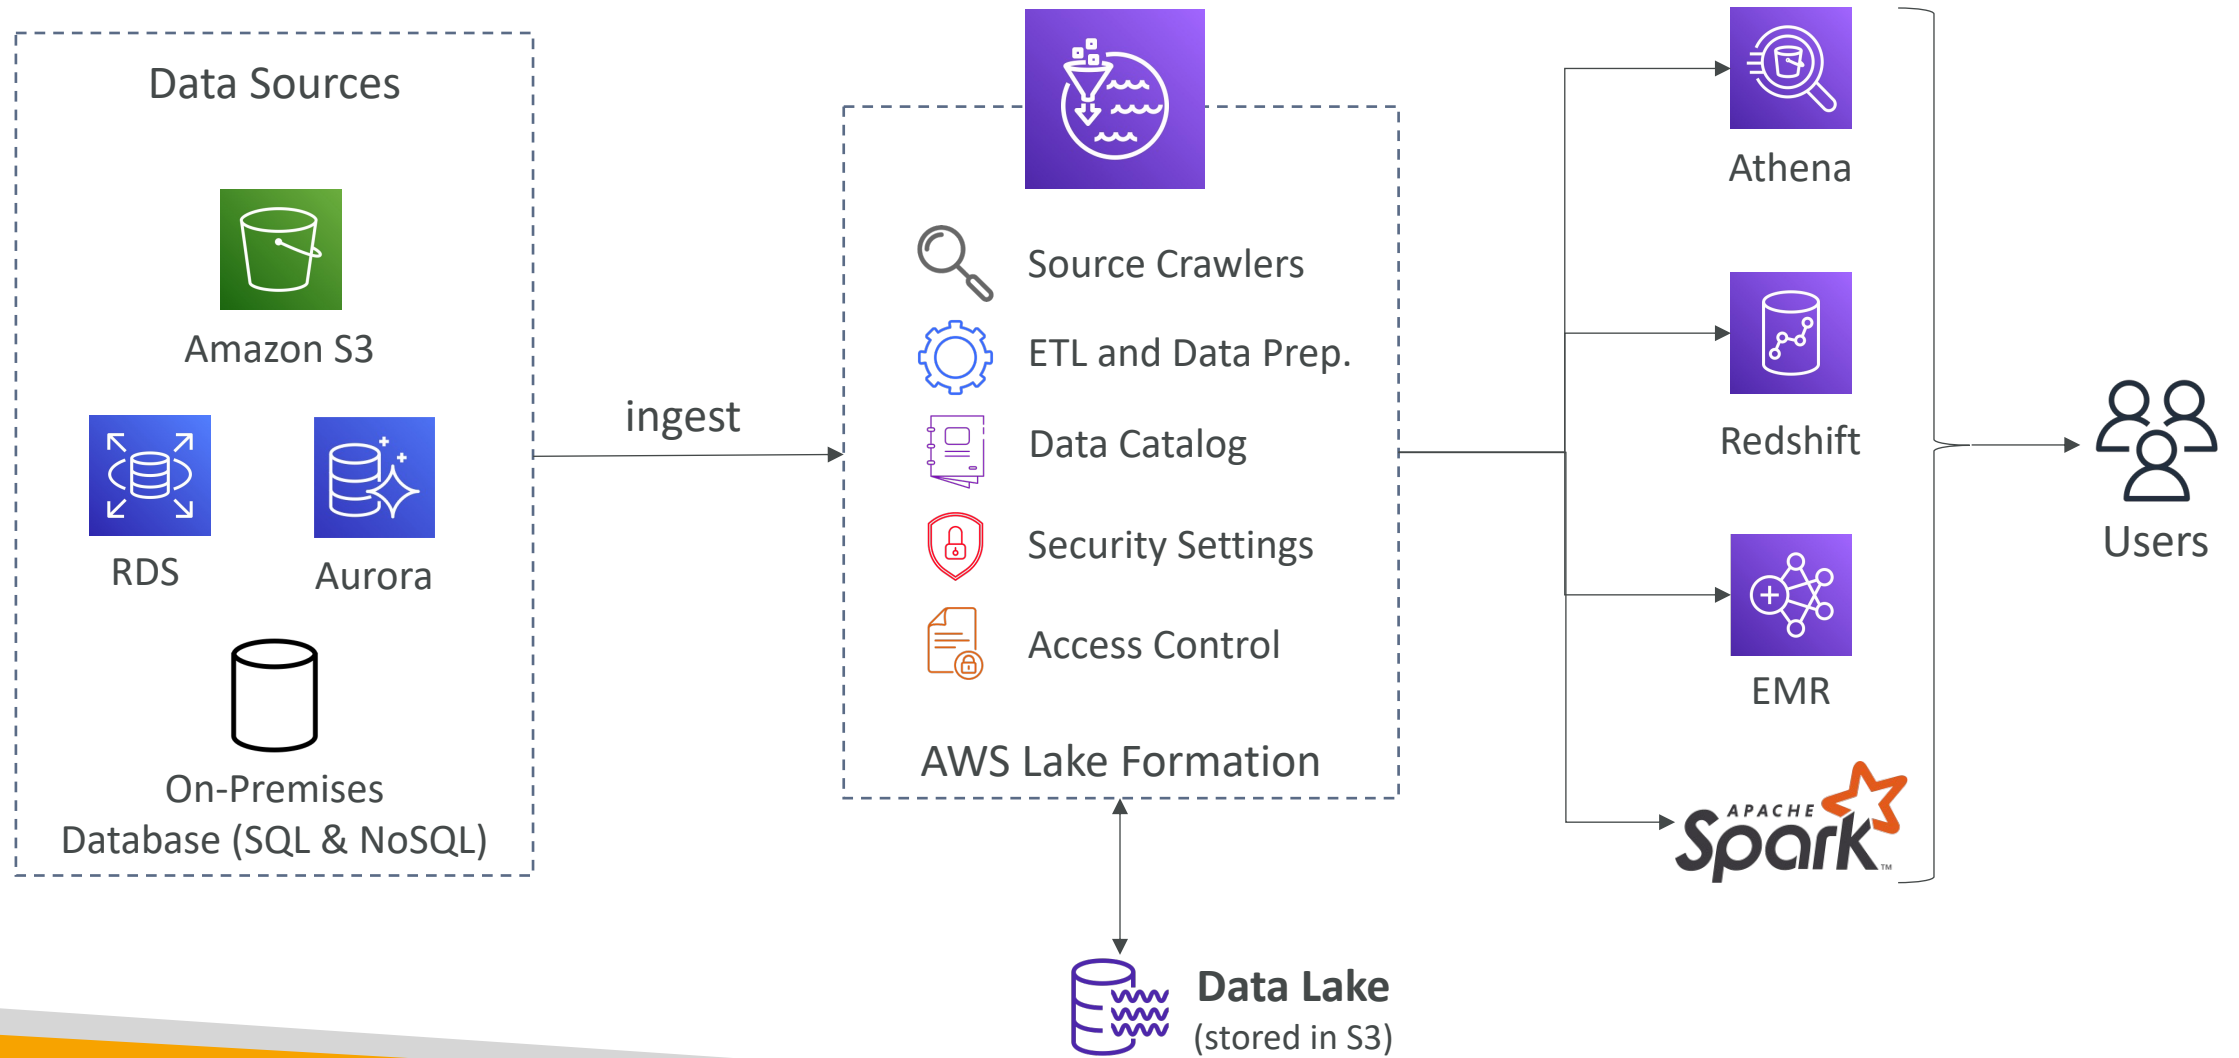 Data Sources
Amazon S3
RDS
Aurora
On-Premises
Database (SQL & NoSQL)
ingest
Source Crawlers
ETL and Data Prep.
Data Catalog
Security Settings
Access Control
AWS Lake Formation
Data Lake
(stored in S3)
Athena
Redshift
EMR
APACHE
Spark™
Users